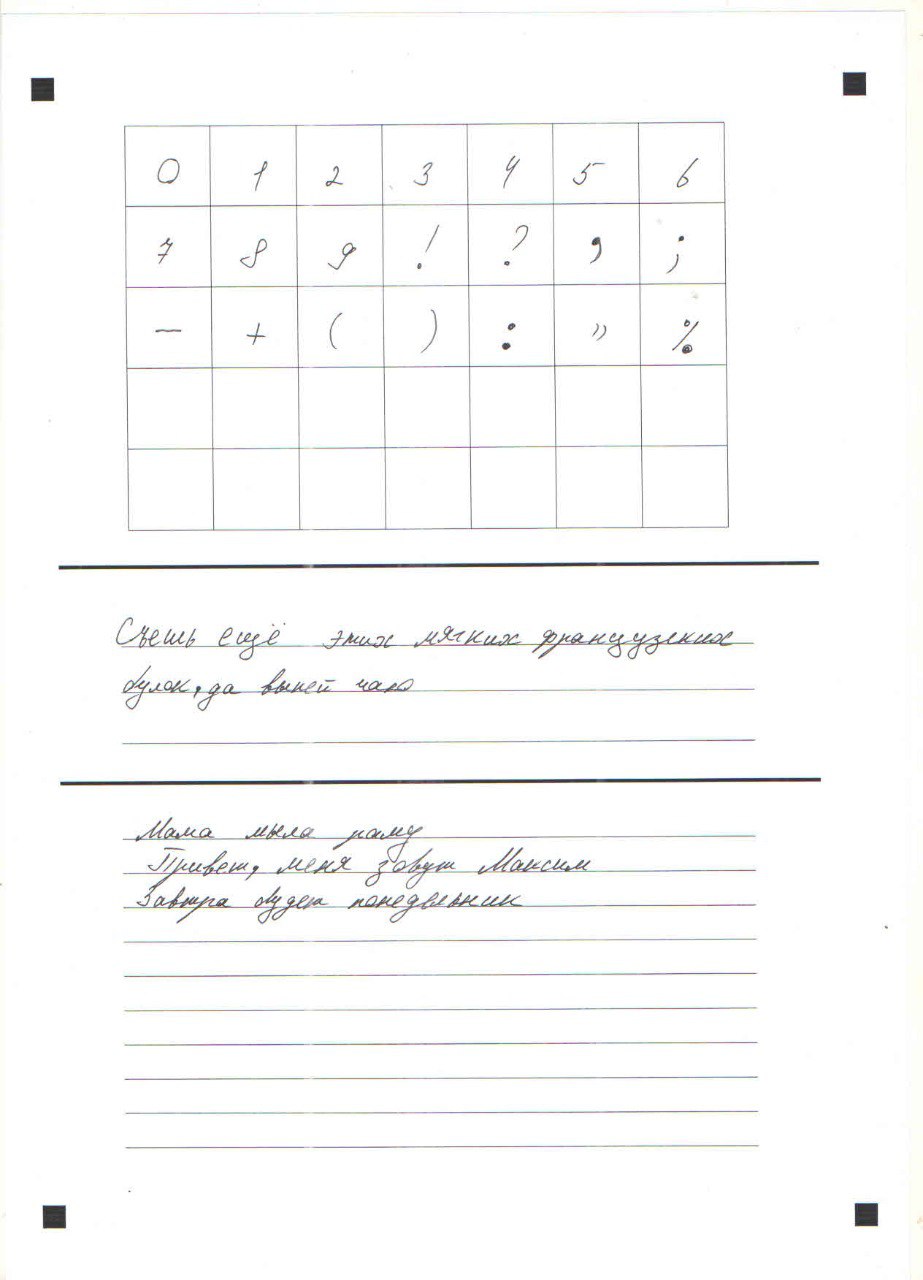 0 1 2 3 4 5 6
7 8 9 ! ? , ;
– + ( ) : " %
Съешь ещё этих мягких французских
булок, да выпей чаю
Мама мыла раму
Привет, меня зовут Максим
Завтра будет понедельник